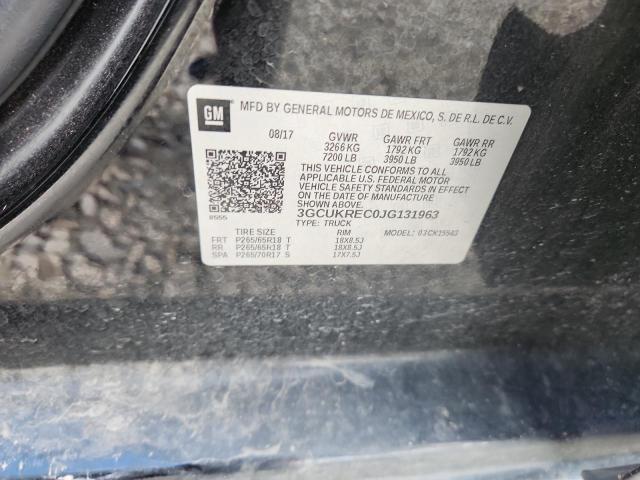 GM MFD BY GENERAL MOTORS DE MEXICO, S. DE R.L. DE C.V.
08/17 GVWR GAWR FRT GAWR RR
3266 KG 1792 KG 1792 KG
7200 LB 3950 LB 3950 LB
THIS VEHICLE CONFORMS TO ALL
APPLICABLE U.S. FEDERAL MOTOR
VEHICLE SAFETY STANDARDS IN EFFECT
ON THE DATE OF MANUFACTURE
SHOWN ABOVE.
3GCUKREC0JG131963
TYPE: TRUCK MODEL:
TIRE SIZE RIM
FRT P265/65R18 T 18X8.5J
RR P265/65R18 T 18X8.5J
SPA P265/70R17 S 17X7.5J